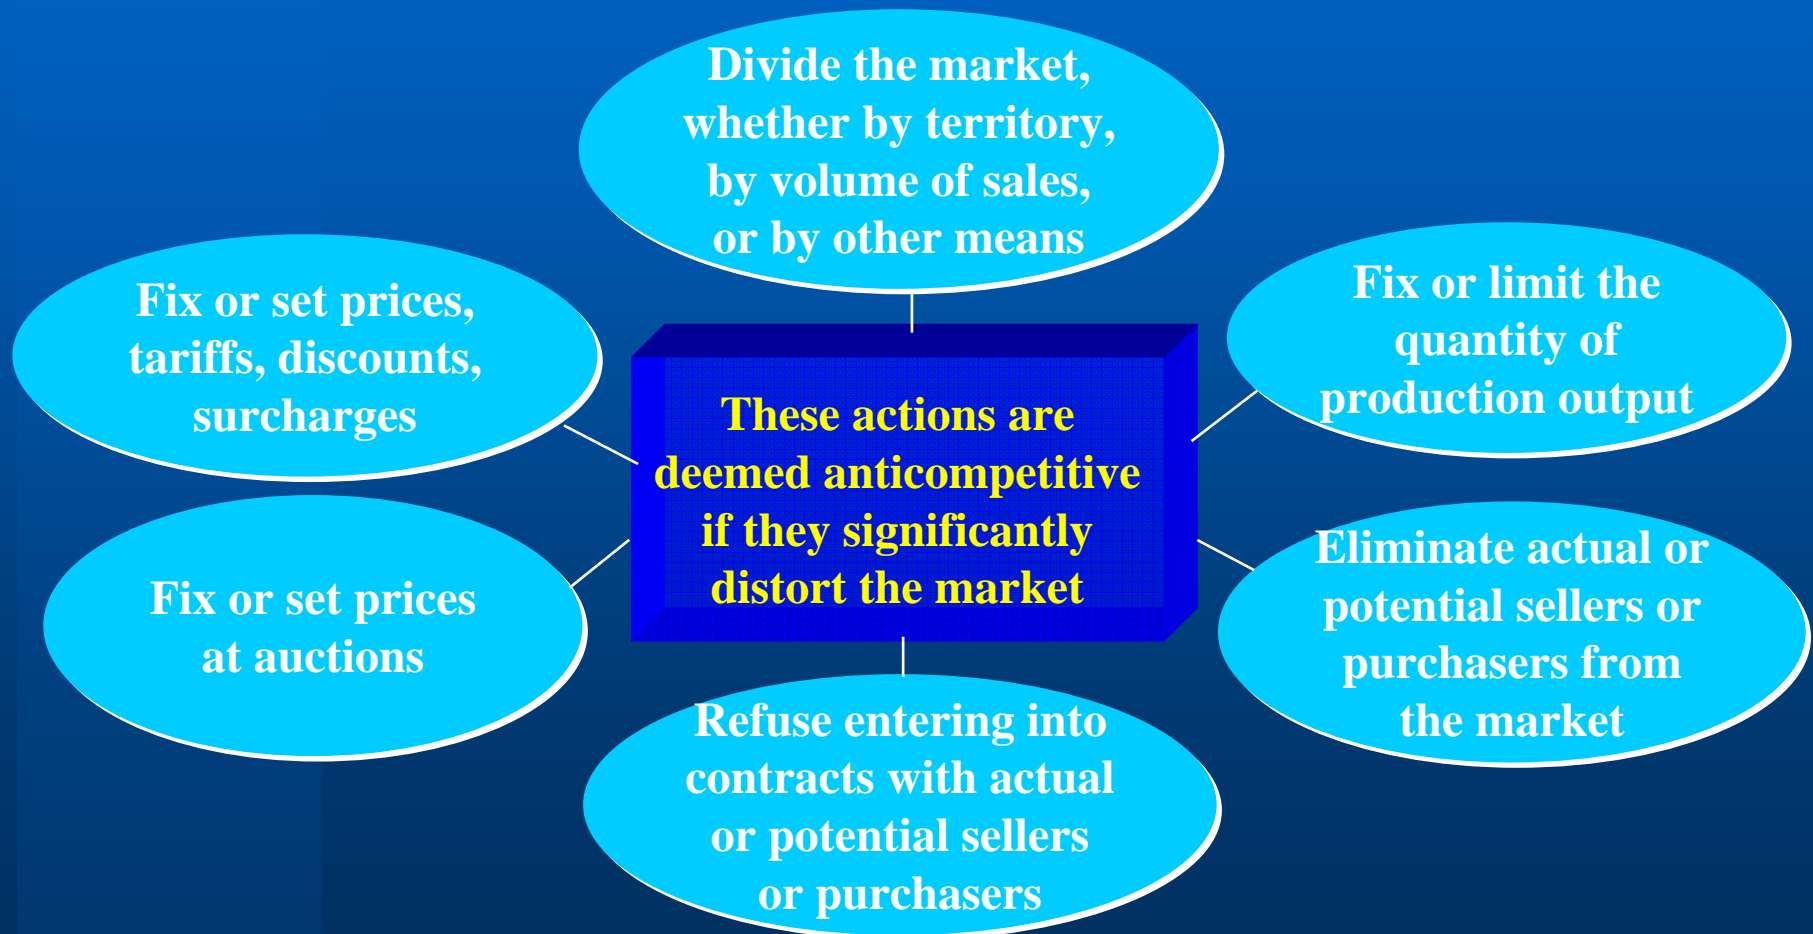 Divide the market,
whether by territory,
by volume of sales,
or by other means
Fix or set prices,
tariffs, discounts,
surcharges
Fix or limit the
quantity of
production output
These actions are
deemed anticompetitive
if they significantly
distort the market
Fix or set prices
at auctions
Eliminate actual or
potential sellers or
purchasers from
the market
Refuse entering into
contracts with actual
or potential sellers
or purchasers